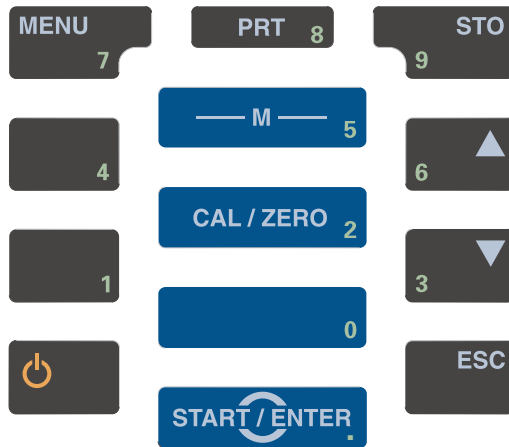 MENU 7
PRT 8
STO 9
M 5
4
6
CAL / ZERO 2
1
3
0
ESC
START / ENTER .